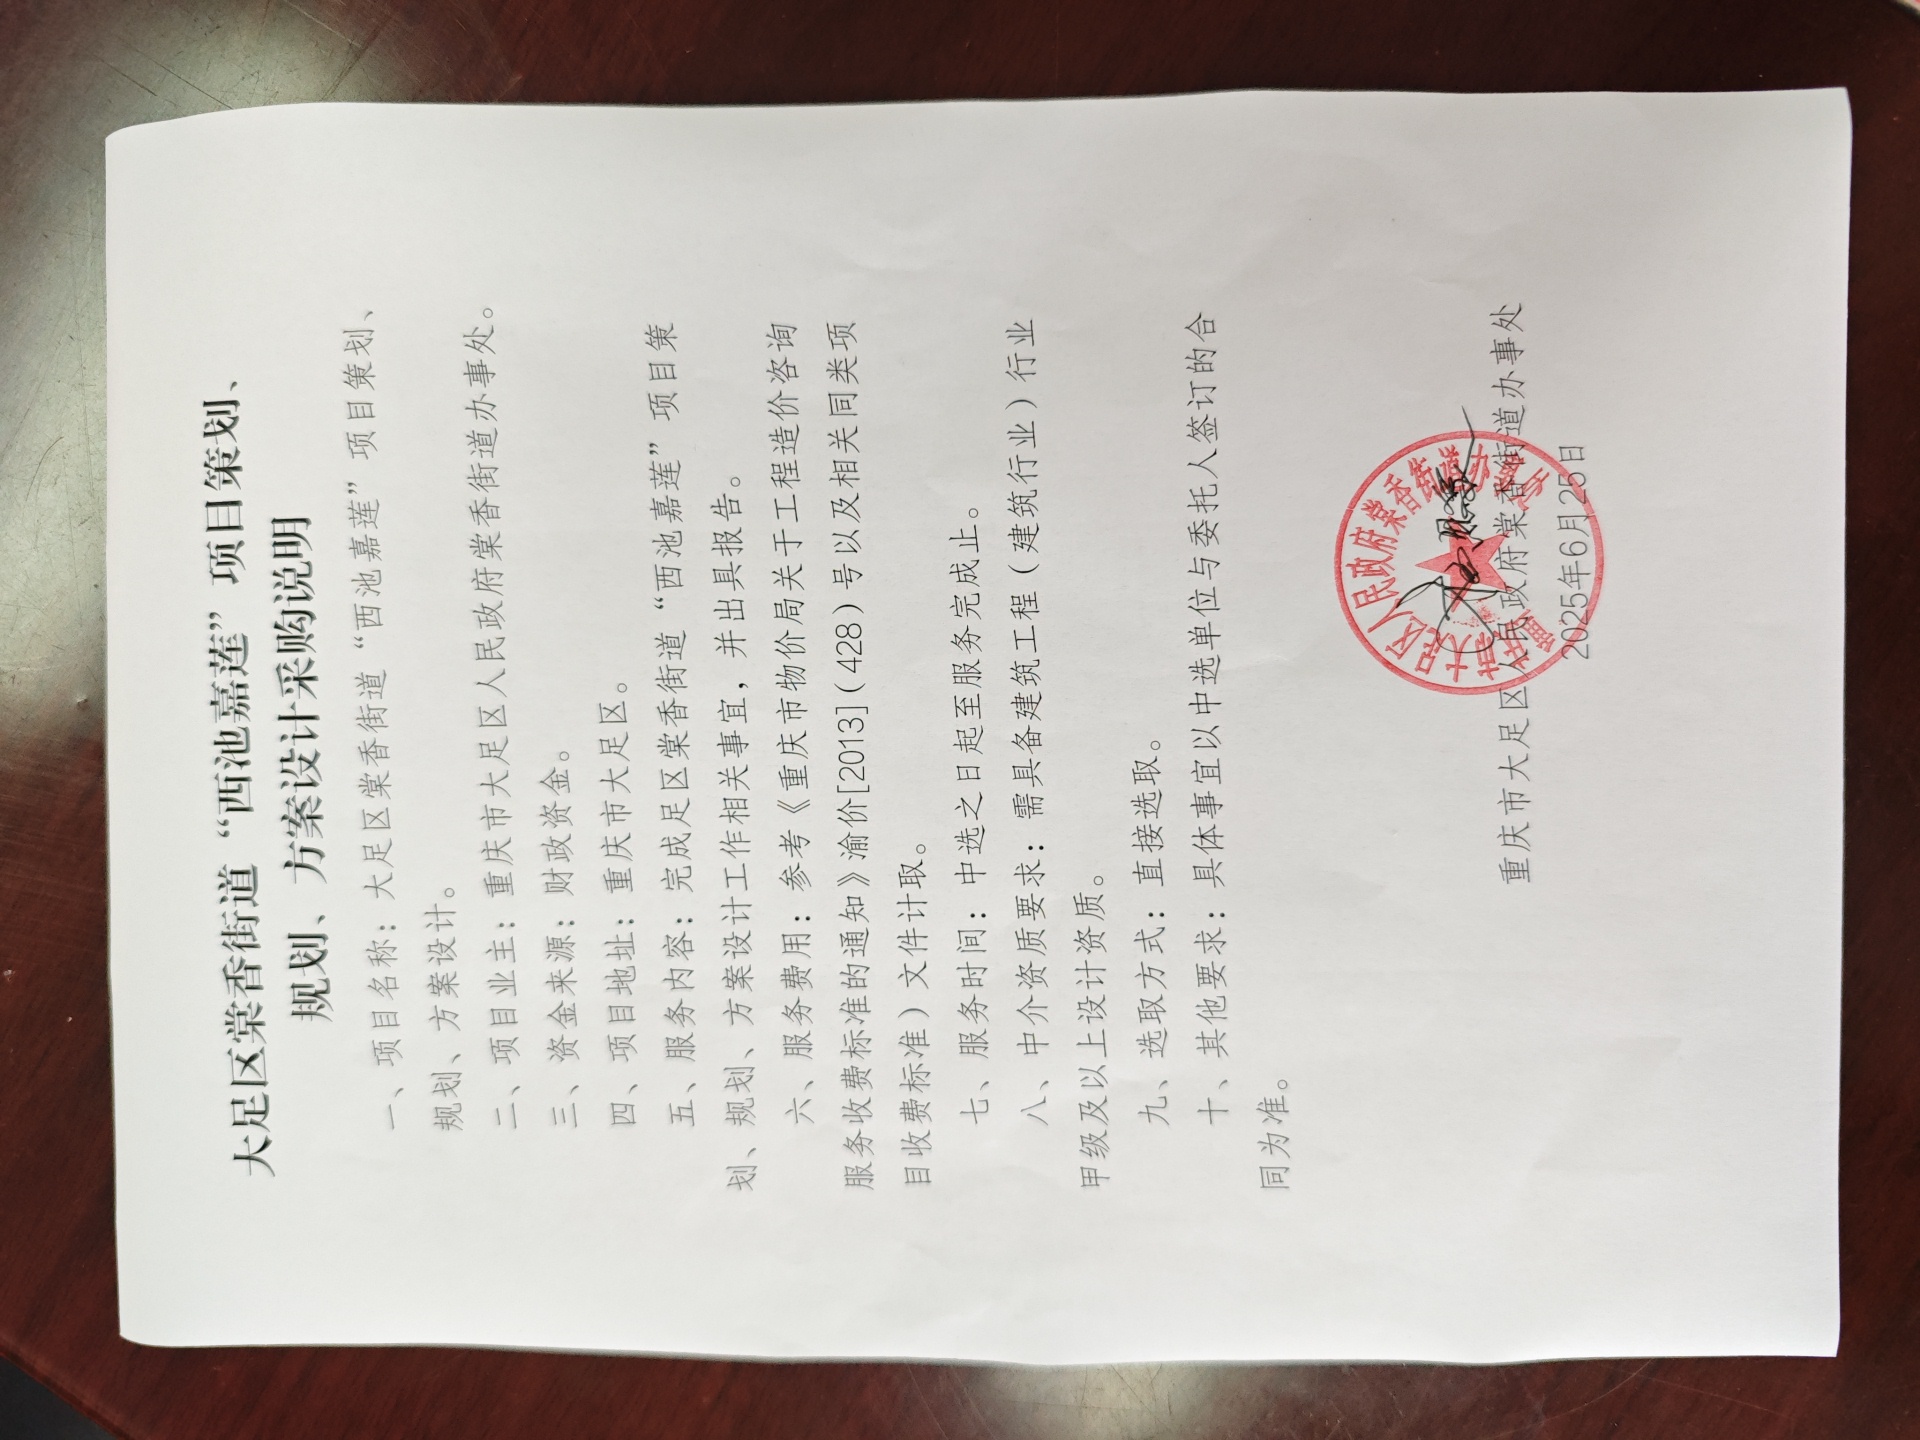 大足区棠香街道“西池嘉莲”项目策划、
规划、方案设计采购说明
一、项目名称：大足区棠香街道“西池嘉莲”项目策划、
规划、方案设计。
二、项目业主：重庆市大足区人民政府棠香街道办事处。
三、资金来源：财政资金。
四、项目地址：重庆市大足区。
五、服务内容：完成足区棠香街道“西池嘉莲”项目策
划、规划、方案设计工作相关事宜，并出具报告。
六、服务费用：参考《重庆市物价局关于工程造价咨询
服务收费标准的通知》渝价[2013](428)号以及相关同类项
目收费标准）文件计取。
七、服务时间：中选之日起至服务完成止。
八、中介资质要求：需具备建筑工程（建筑行业）行业
甲级及以上设计资质。
九、选取方式：直接选取。
十、其他要求：具体事宜以中选单位与委托人签订的合
同为准。
重庆市大足区人民政府棠香街道办事处
2025年6月25日